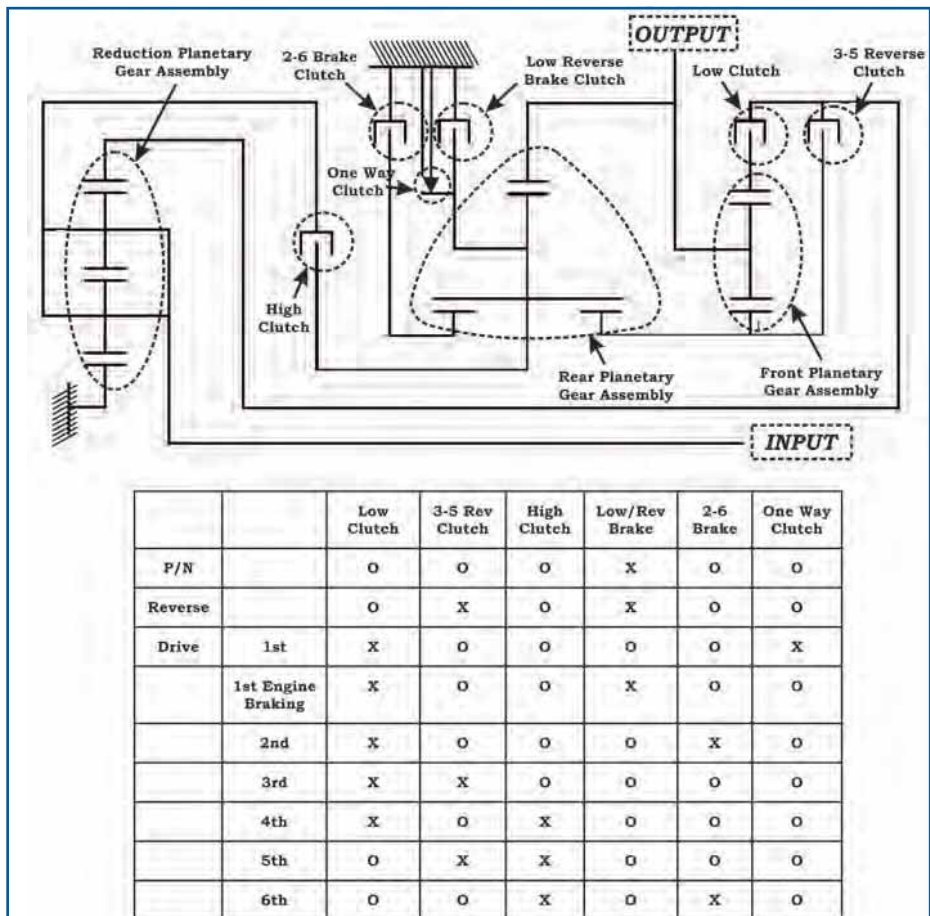 OUTPUT
Reduction Planetary
Gear Assembly
2-6 Brake
Clutch
Low Reverse
Brake Clutch
Low Clutch
3-5 Reverse
Clutch
One Way
Clutch
High
Clutch
Rear Planetary
Gear Assembly
Front Planetary
Gear Assembly
INPUT
Low Clutch 3-5 Rev Clutch High Clutch Low/Rev Brake 2-6 Brake One Way Clutch
P/N O O O X O O
Reverse O X O X O O
Drive 1st X O O O O X
1st Engine Braking X O O X O O
2nd X O O O X O
3rd X X O O O O
4th X O X O O O
5th O X X O O O
6th O O X O X O